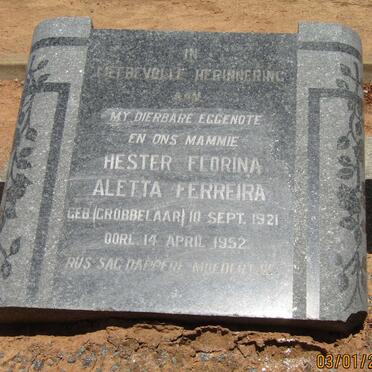 IN
LIEFDEVOLLE HERINNERING
AAN
MY DIERBARE EGGENOTE
EN ONS MAMMIE
HESTER FLORINA
ALETTA FERREIRA
GEB. (GROBBELAAR) 10 SEPT. 1921
OORL. 14 APRIL 1952
RUS SAG DAPPERE MOEDERTJIE
03/01/2